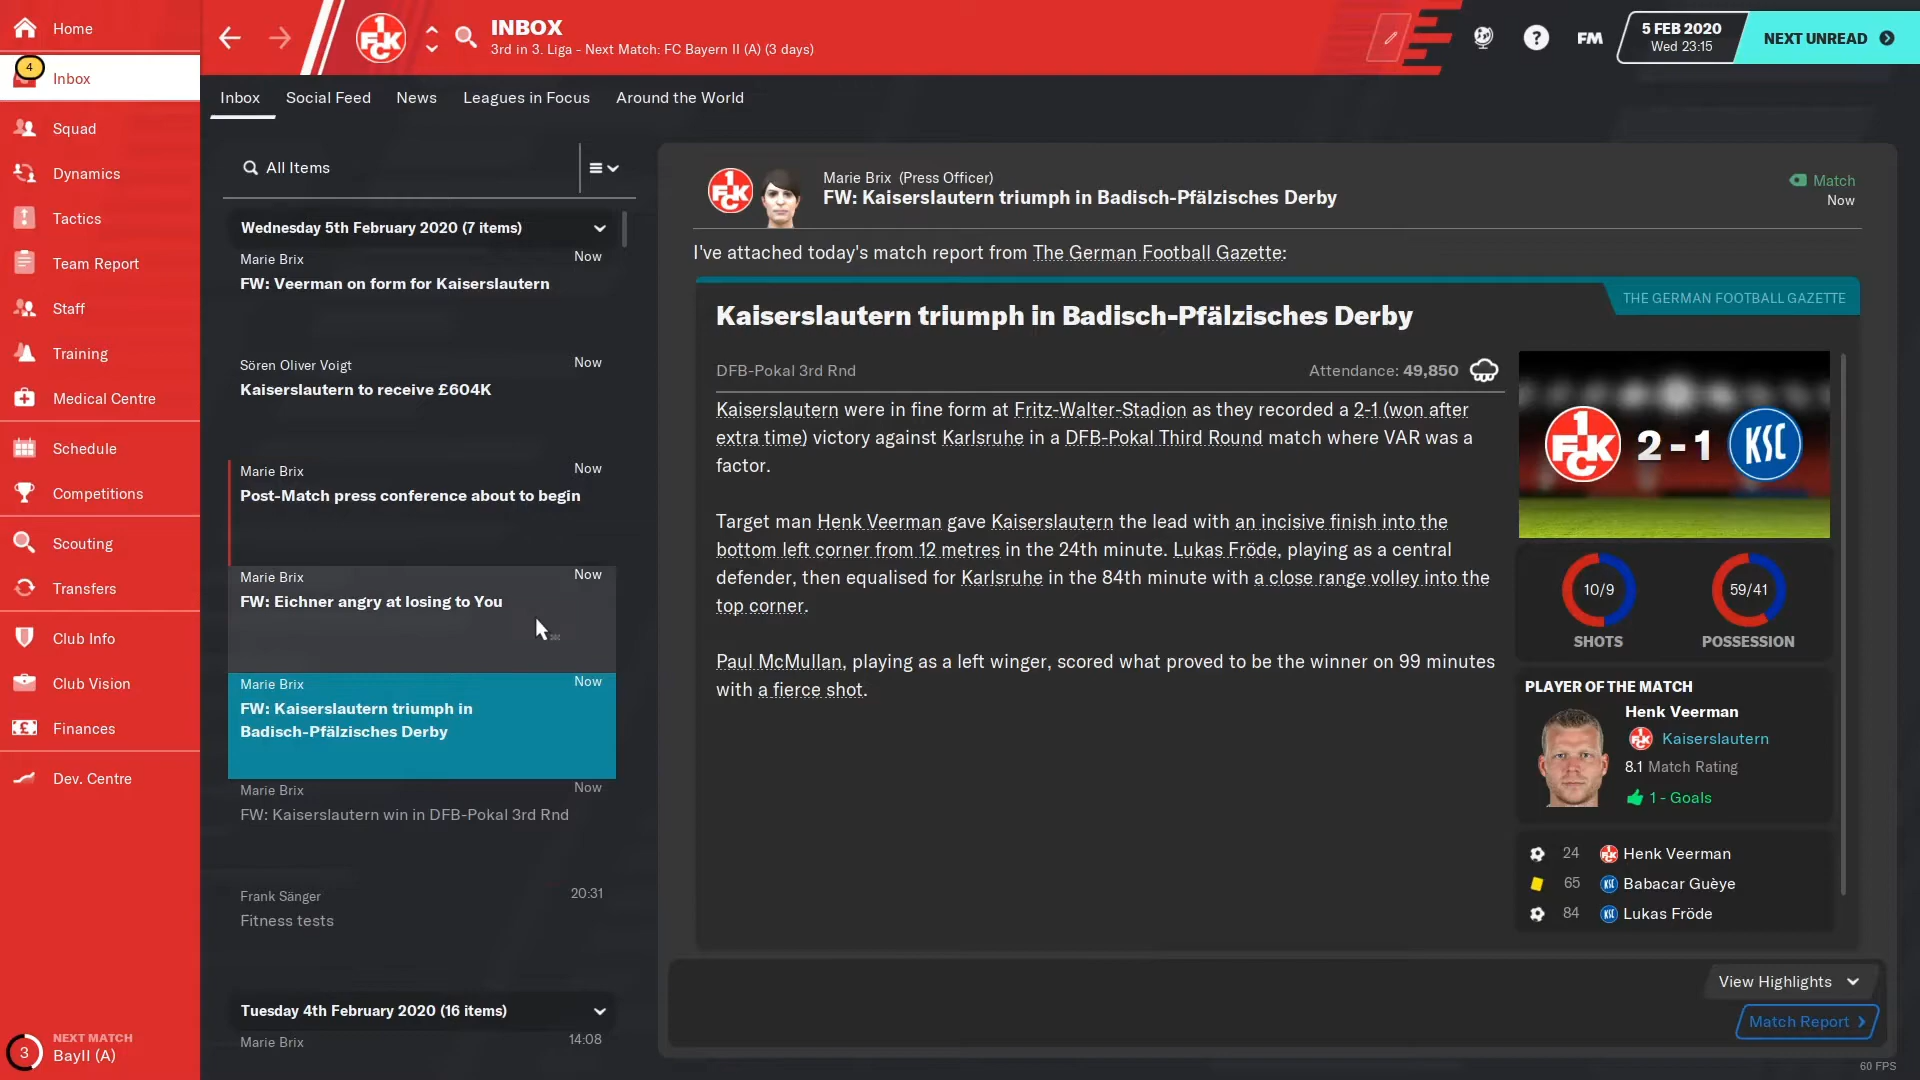 Home
INBOX
3rd in 3. Liga - Next Match: FC Bayern II (A) (3 days)
FM
5 FEB 2020
Wed 23:15
NEXT UNREAD
4
Inbox
Squad
Dynamics
Tactics
Team Report
Staff
Training
Medical Centre
Schedule
Competitions
Scouting
Transfers
Club Info
Club Vision
Finances
Dev. Centre
NEXT MATCH
3
BayII (A)
Inbox
Social Feed
News
Leagues in Focus
Around the World
All Items
Wednesday 5th February 2020 (7 items)
Marie Brix
Now
FW: Veerman on form for Kaiserslautern
Sören Oliver Voigt
Now
Kaiserslautern to receive £604K
Marie Brix
Now
Post-Match press conference about to begin
Marie Brix
Now
FW: Eichner angry at losing to You
Marie Brix
Now
FW: Kaiserslautern triumph in
Badisch-Pfälzisches Derby
Marie Brix
Now
FW: Kaiserslautern win in DFB-Pokal 3rd Rnd
Frank Sänger
20:31
Fitness tests
Tuesday 4th February 2020 (16 items)
Marie Brix
14:08
1 FCK
Marie Brix (Press Officer)
FW: Kaiserslautern triumph in Badisch-Pfälzisches Derby
Match
Now
I've attached today's match report from The German Football Gazette:
THE GERMAN FOOTBALL GAZETTE
Kaiserslautern triumph in Badisch-Pfälzisches Derby
DFB-Pokal 3rd Rnd
Attendance: 49,850
Kaiserslautern were in fine form at Fritz-Walter-Stadion as they recorded a 2-1 (won after
extra time) victory against Karlsruhe in a DFB-Pokal Third Round match where VAR was a
factor.
Target man Henk Veerman gave Kaiserslautern the lead with an incisive finish into the
bottom left corner from 12 metres in the 24th minute. Lukas Fröde, playing as a central
defender, then equalised for Karlsruhe in the 84th minute with a close range volley into the
top corner.
Paul McMullan, playing as a left winger, scored what proved to be the winner on 99 minutes
with a fierce shot.
1 FCK 2 - 1 KSC
10/9
59/41
SHOTS
POSSESSION
PLAYER OF THE MATCH
Henk Veerman
Kaiserslautern
8.1 Match Rating
1 - Goals
24 Henk Veerman
65 KSC Babacar Guèye
84 KSC Lukas Fröde
View Highlights
Match Report
60 FPS